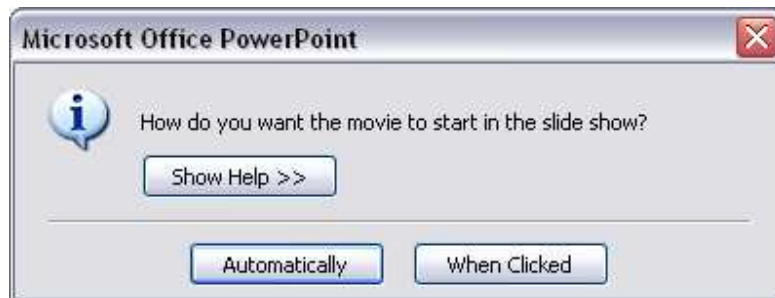 Microsoft Office PowerPoint
How do you want the movie to start in the slide show?
Show Help >>
Automatically When Clicked